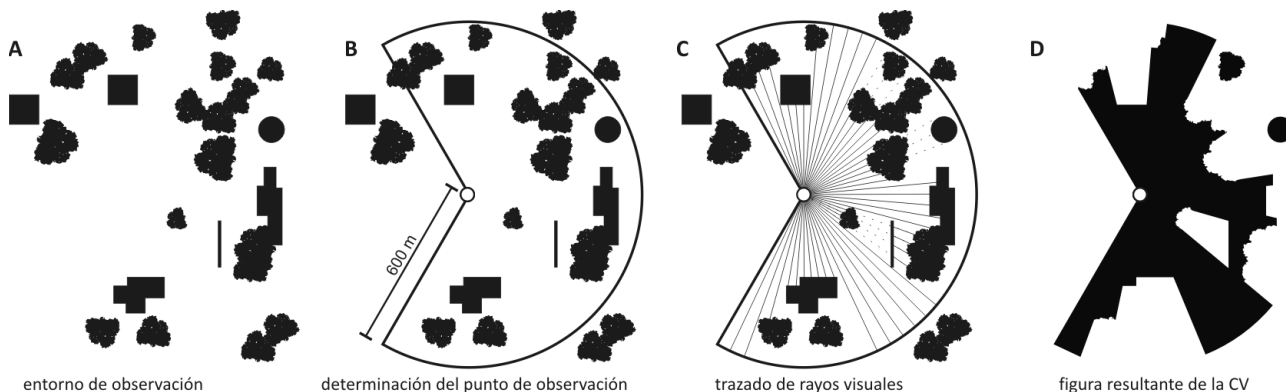 A
B
C
D
600 m
entorno de observación
determinación del punto de observación
trazado de rayos visuales
figura resultante de la CV